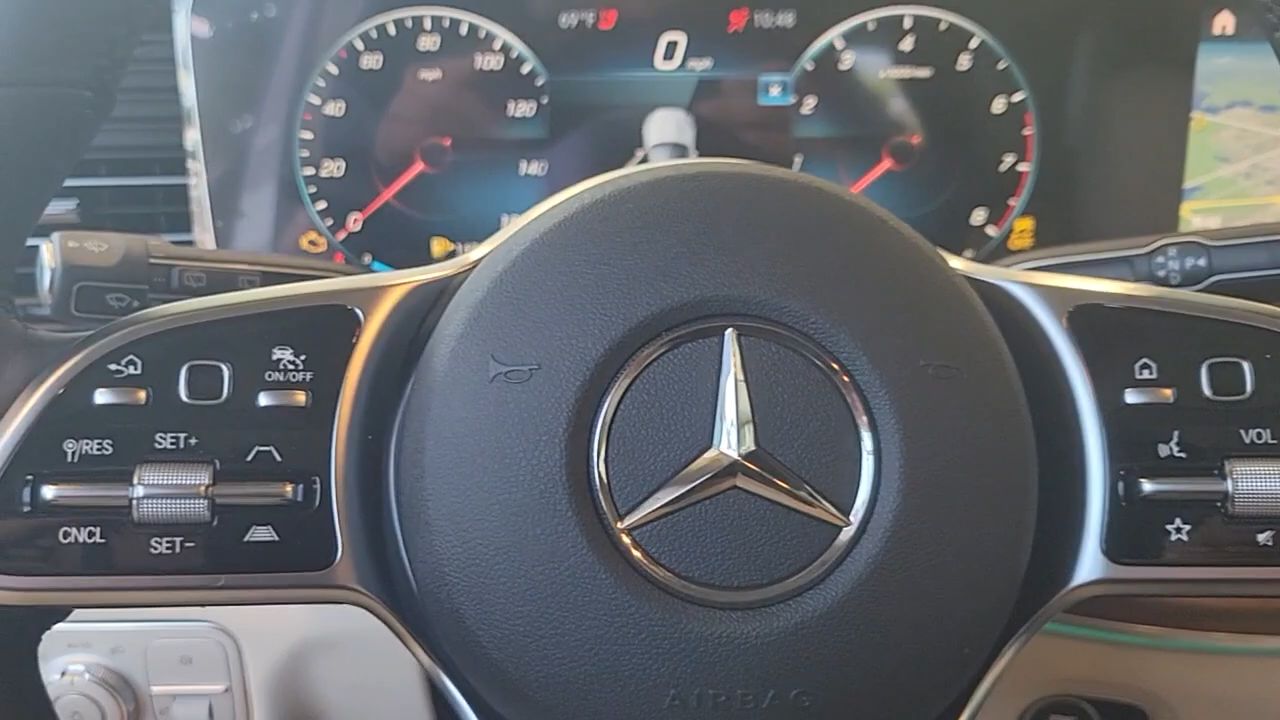 69°F
10:48
0 mph
0 20 40 60 80 100 120 140
mph
1 2 3 4 5 6 7 8
ON/OFF
/RES
SET+
CNCL
SET−
VOL
AIRBAG